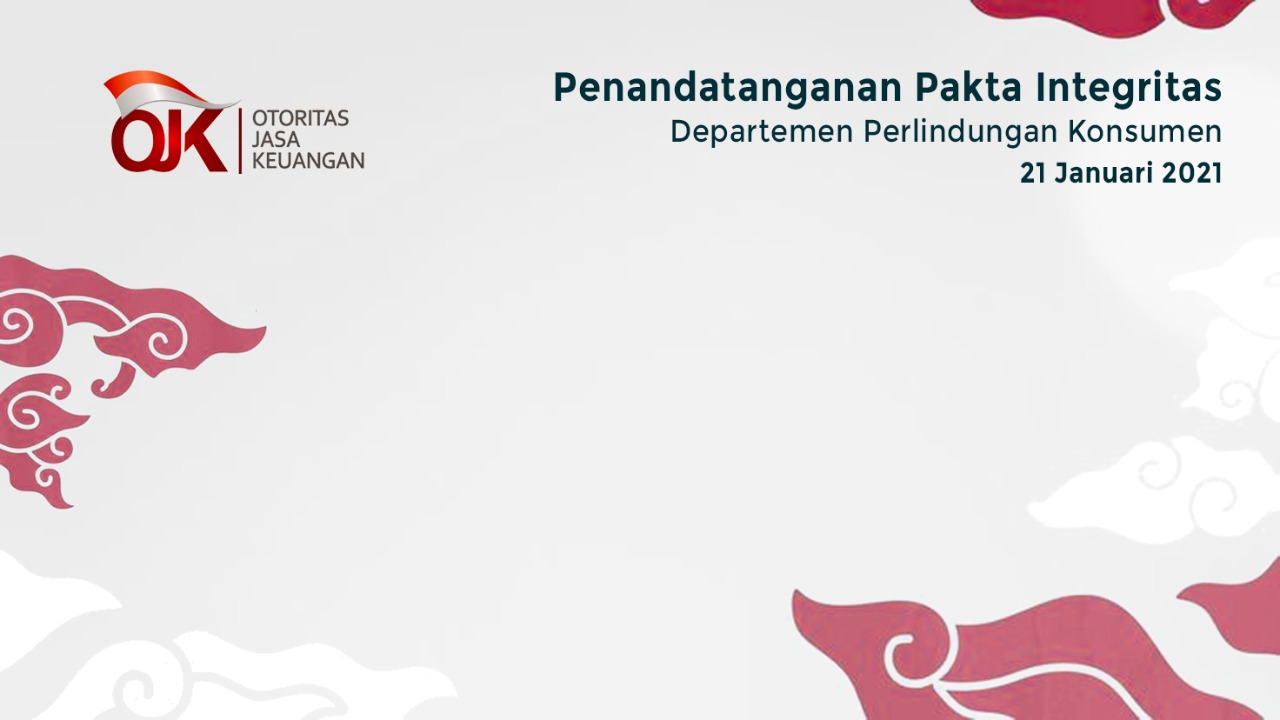 OJK
OTORITAS
JASA
KEUANGAN
Penandatanganan Pakta Integritas
Departemen Perlindungan Konsumen
21 Januari 2021